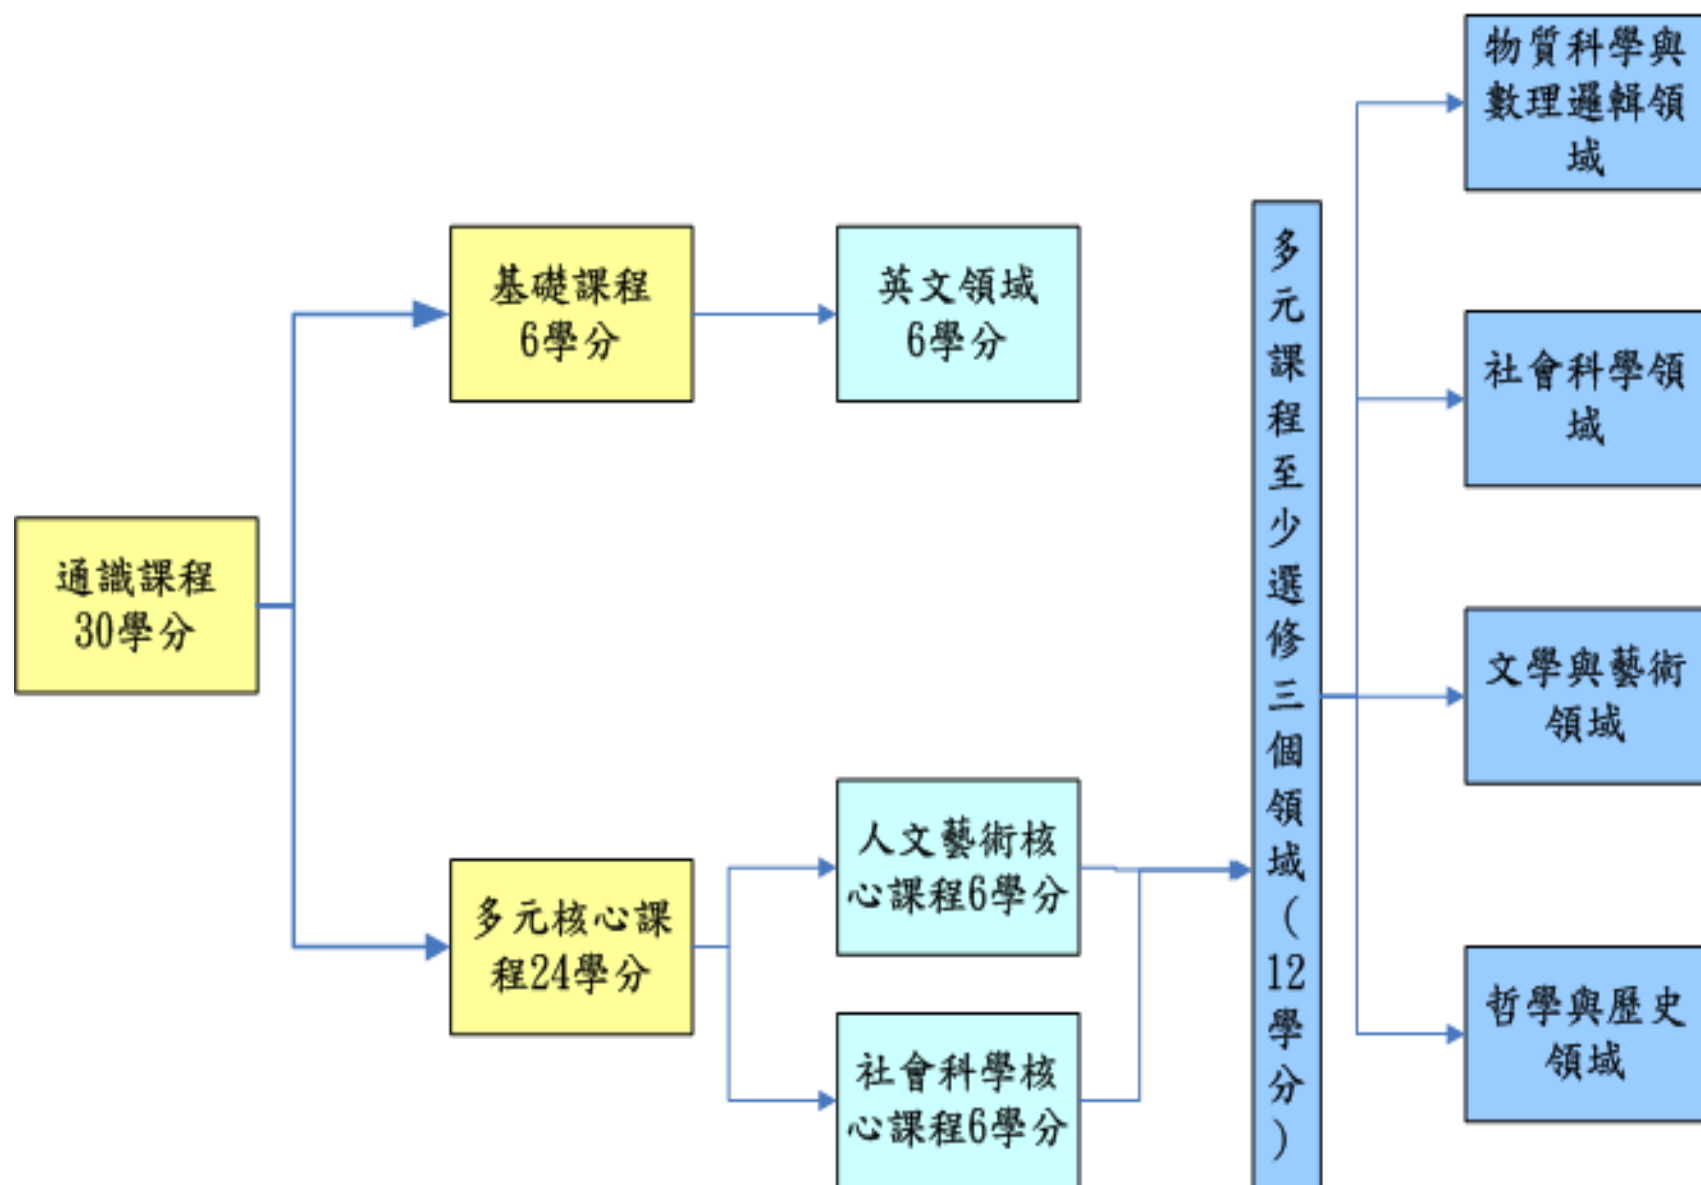 通識課程
30學分
基礎課程
6學分
英文領域
6學分
多元核心課
程24學分
人文藝術核
心課程6學分
社會科學核
心課程6學分
多元課程至少選修三個領域(12學分)
物質科學與
數理邏輯領
域
社會科學領
域
文學與藝術
領域
哲學與歷史
領域